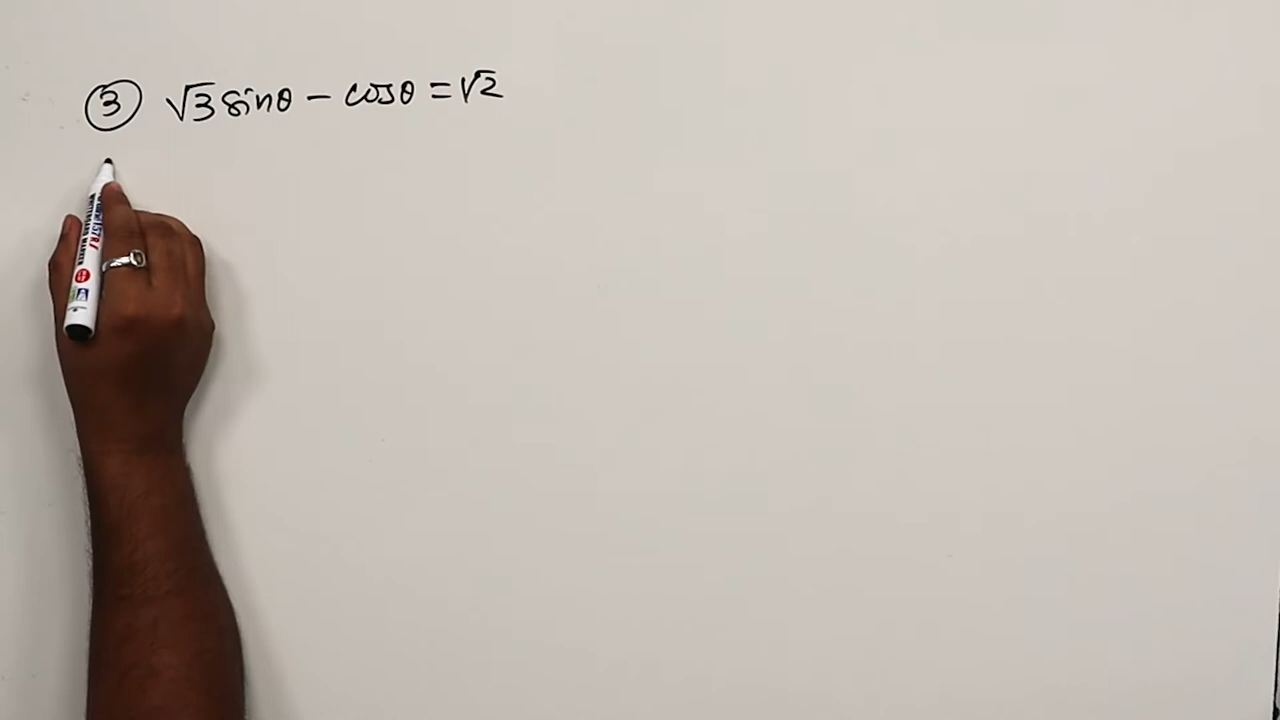 ③ √3 sinθ − cosθ = √2